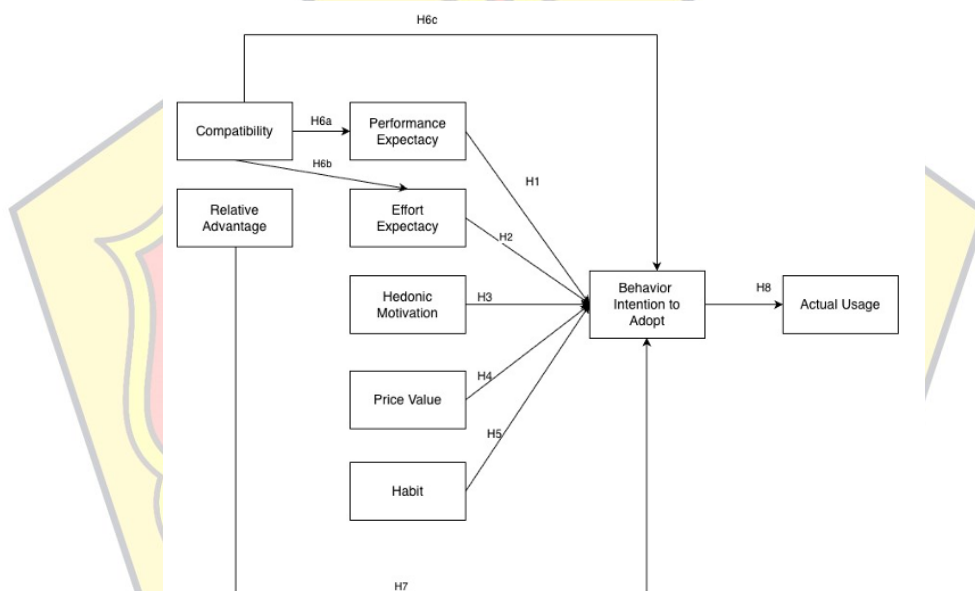 H6c
Compatibility
H6a
Performance
Expectacy
H6b
H1
Relative
Advantage
Effort
Expectacy
H2
Hedonic
Motivation
H3
Behavior
Intention to
Adopt
H8
Actual Usage
H4
Price Value
H5
Habit
H7